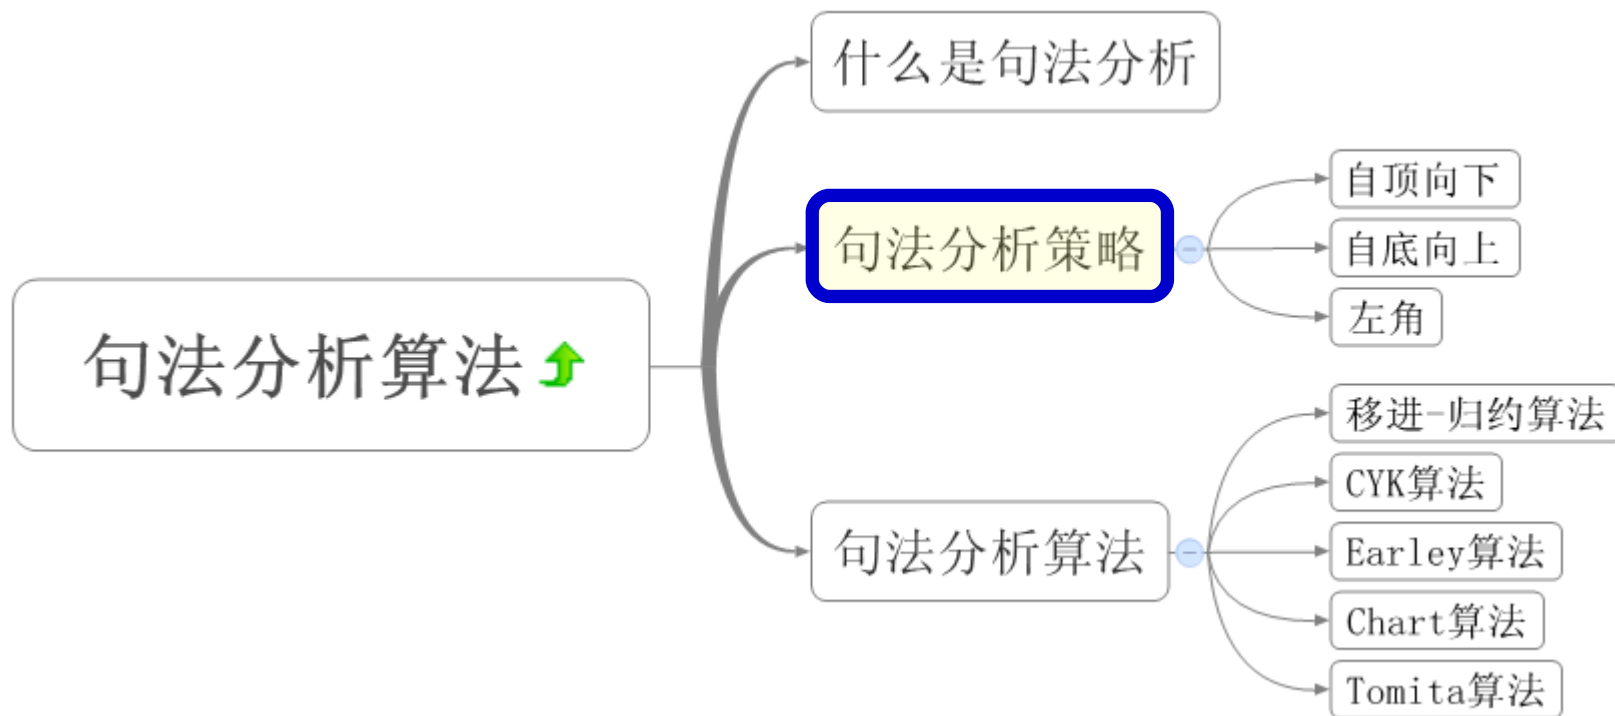 句法分析算法
什么是句法分析
句法分析策略
自顶向下
自底向上
左角
句法分析算法
移进-归约算法
CYK算法
Earley算法
Chart算法
Tomita算法